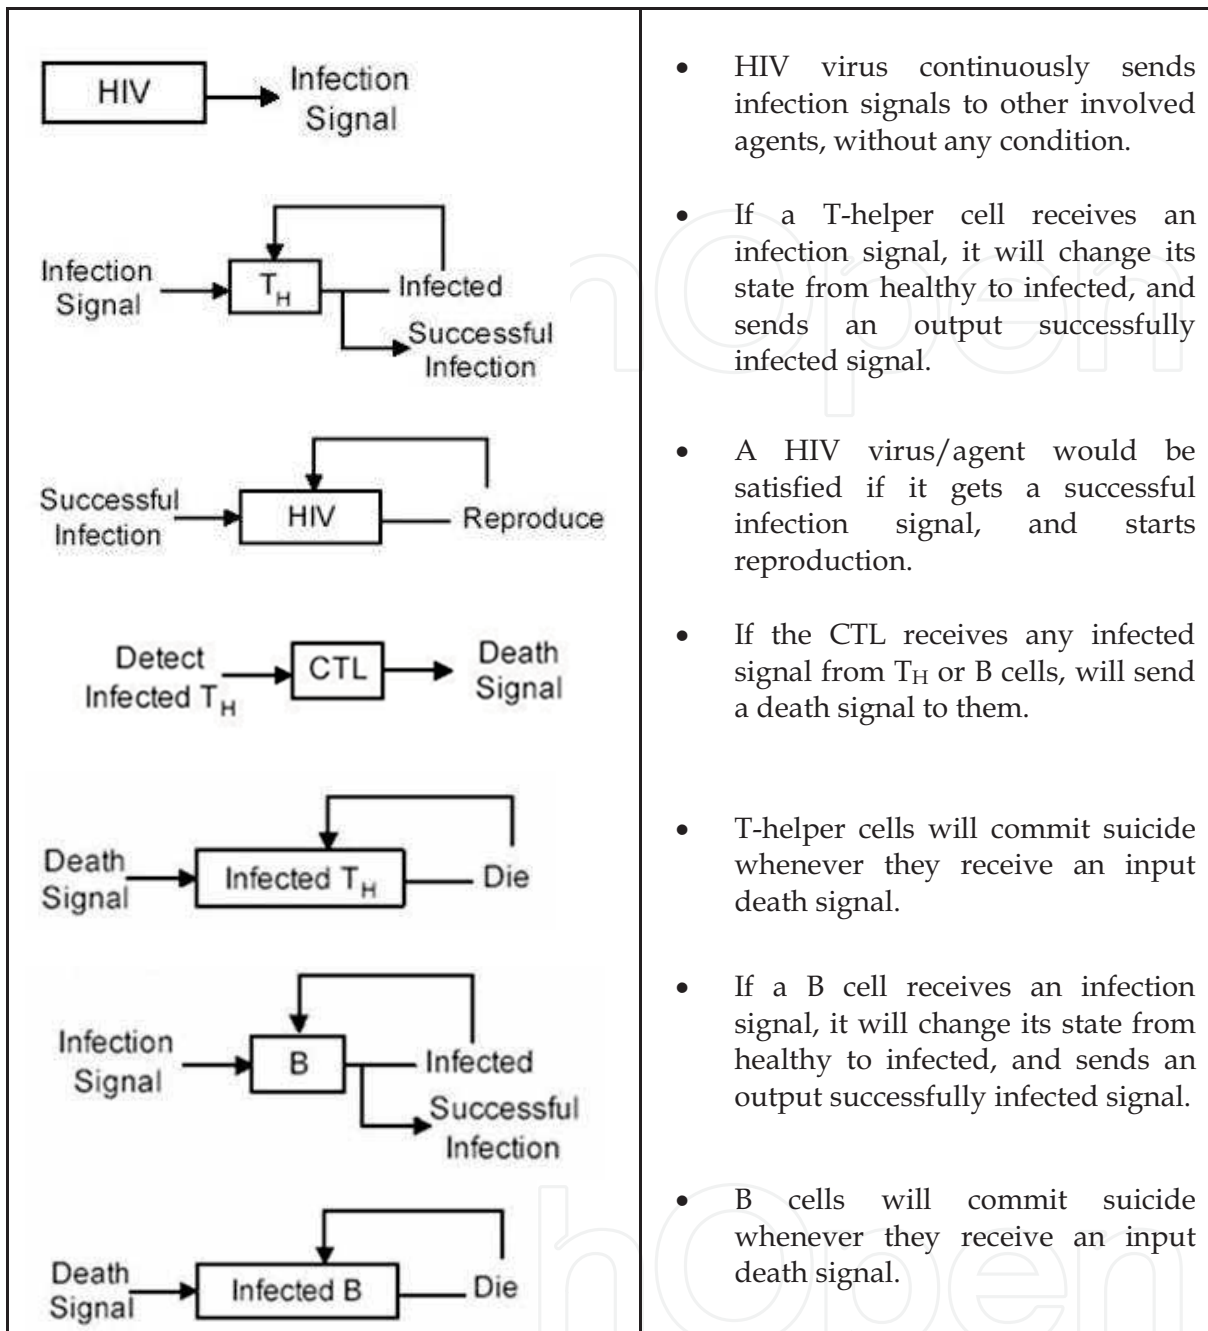 HIV
Infection
Signal
• HIV virus continuously sends
infection signals to other involved
agents, without any condition.
Infection
Signal
T_H
Infected
Successful
Infection
• If a T-helper cell receives an
infection signal, it will change its
state from healthy to infected, and
sends an output successfully
infected signal.
Successful
Infection
HIV
Reproduce
• A HIV virus/agent would be
satisfied if it gets a successful
infection signal, and starts
reproduction.
Detect
Infected T_H
CTL
Death
Signal
• If the CTL receives any infected
signal from T_H or B cells, will send
a death signal to them.
Death
Signal
Infected T_H
Die
• T-helper cells will commit suicide
whenever they receive an input
death signal.
Infection
Signal
B
Infected
Successful
Infection
• If a B cell receives an infection
signal, it will change its state from
healthy to infected, and sends an
output successfully infected signal.
Death
Signal
Infected B
Die
• B cells will commit suicide
whenever they receive an input
death signal.
hOpen
hOpen